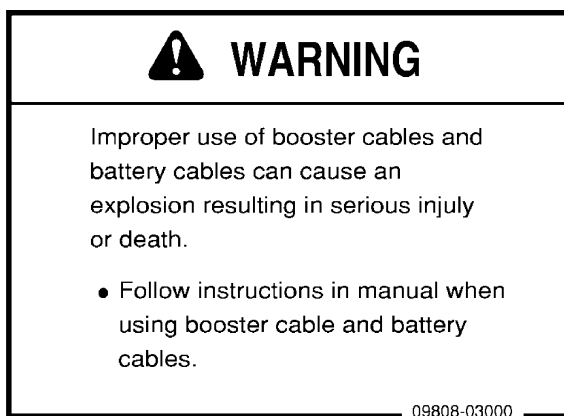 WARNING
Improper use of booster cables and
battery cables can cause an
explosion resulting in serious injuly
or death.
• Follow instructions in manual when
using booster cable and battery
cables.
09808-03000